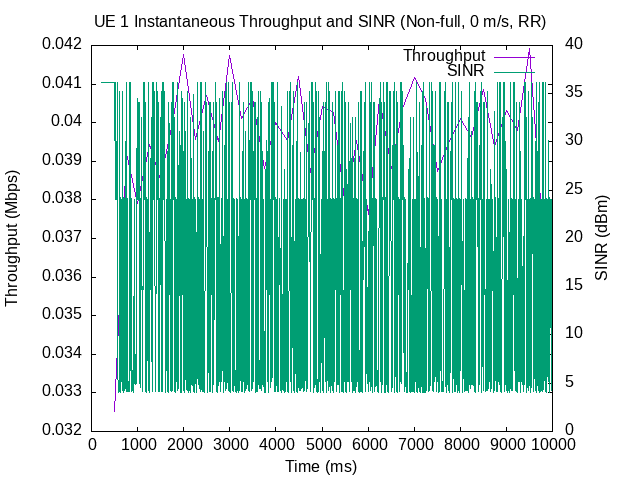 UE 1 Instantaneous Throughput and SINR (Non-full, 0 m/s, RR)
Throughput
SINR
Throughput (Mbps)
0.042
0.041
0.04
0.039
0.038
0.037
0.036
0.035
0.034
0.033
0.032
40
35
30
25
20
15
10
5
0
SINR (dBm)
0 1000 2000 3000 4000 5000 6000 7000 8000 9000 10000
Time (ms)